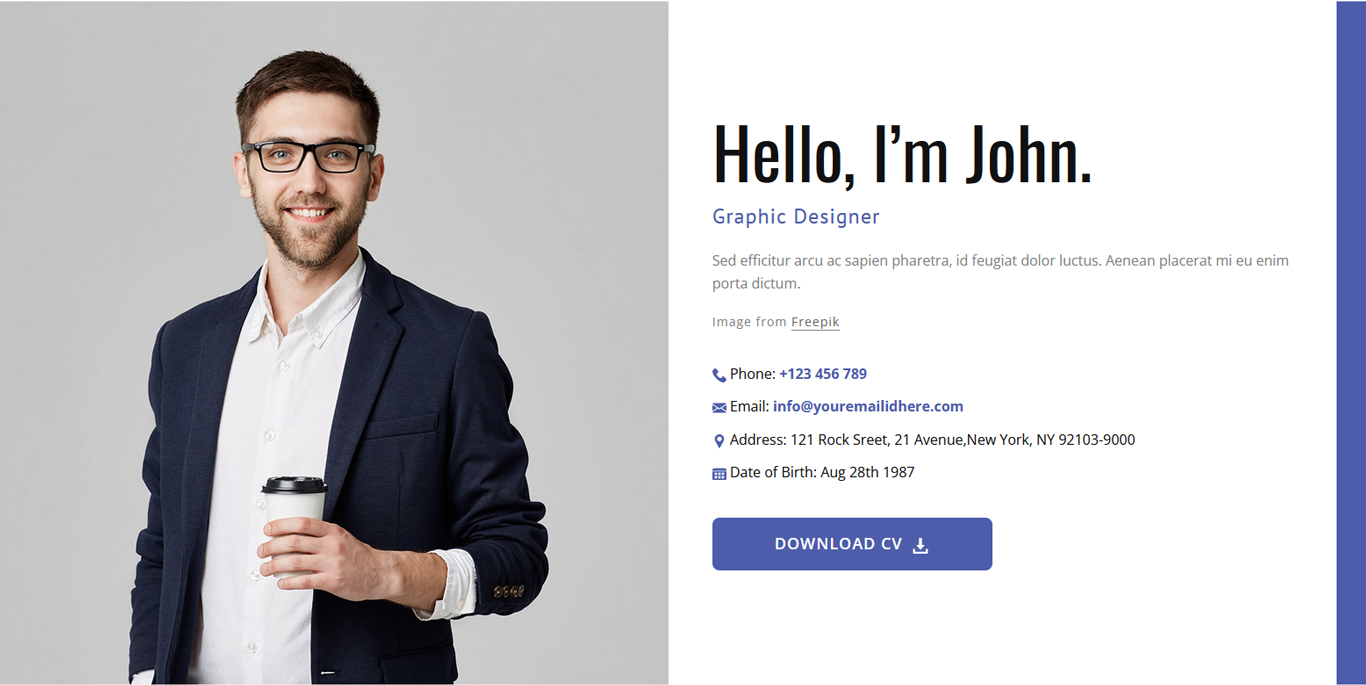 Hello, I’m John.
Graphic Designer
Sed efficitur arcu ac sapien pharetra, id feugiat dolor luctus. Aenean placerat mi eu enim
porta dictum.
Image from Freepik
Phone: +123 456 789
Email: info@youremailidhere.com
Address: 121 Rock Sreet, 21 Avenue,New York, NY 92103-9000
Date of Birth: Aug 28th 1987
DOWNLOAD CV